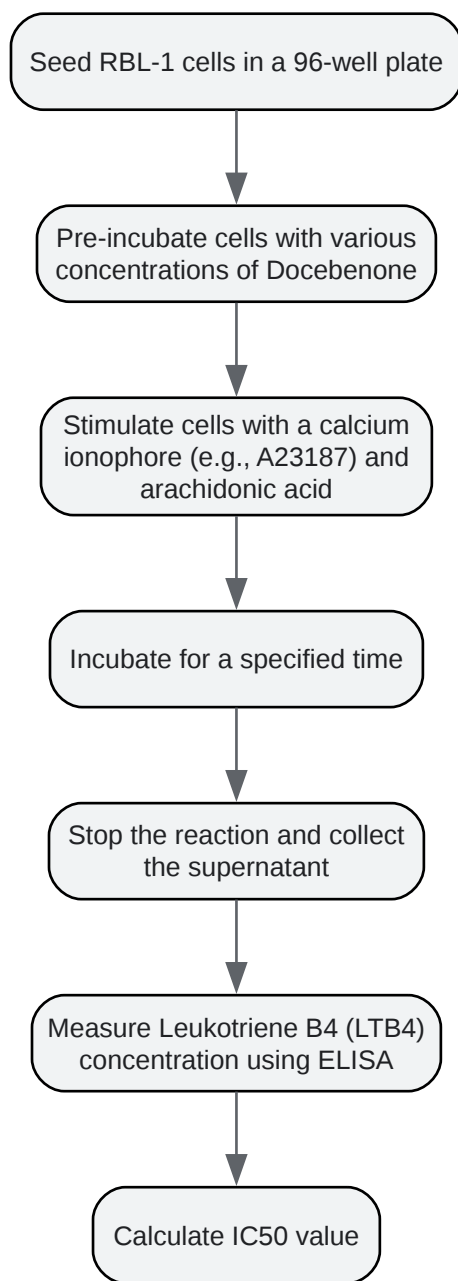 Seed RBL-1 cells in a 96-well plate
Pre-incubate cells with various
concentrations of Docebenone
Stimulate cells with a calcium
ionophore (e.g., A23187) and
arachidonic acid
Incubate for a specified time
Stop the reaction and collect
the supernatant
Measure Leukotriene B4 (LTB4)
concentration using ELISA
Calculate IC50 value